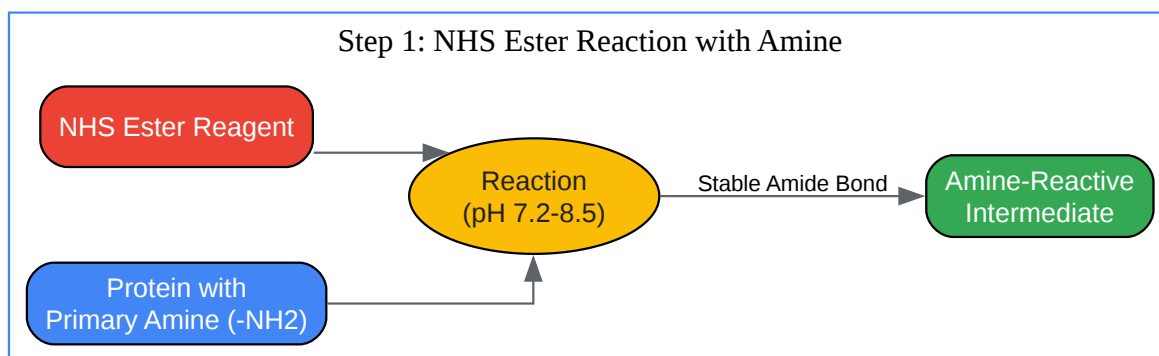 Step 1: NHS Ester Reaction with Amine
NHS Ester Reagent
Reaction
(pH 7.2-8.5)
Stable Amide Bond
Amine-Reactive
Intermediate
Protein with
Primary Amine (-NH2)